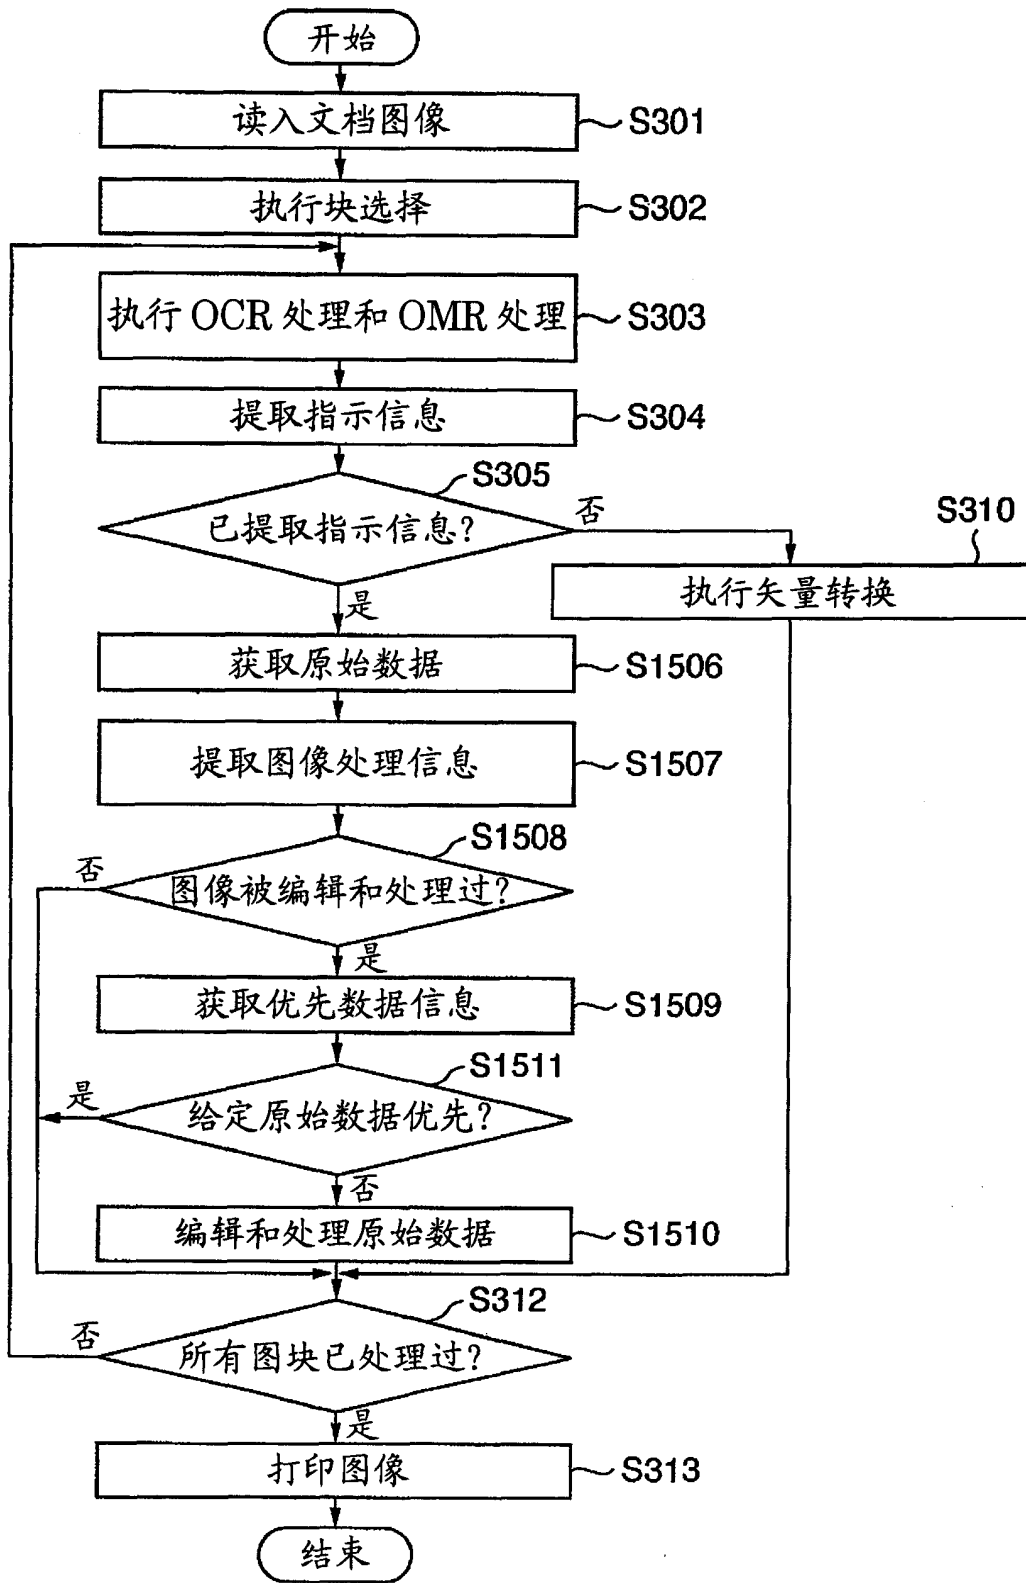 开始
读入文档图像 S301
执行块选择 S302
执行OCR处理和OMR处理 S303
提取指示信息 S304
S305
已提取指示信息?
否
S310
执行矢量转换
是
获取原始数据 S1506
提取图像处理信息 S1507
S1508
否
图像被编辑和处理过?
是
获取优先数据信息 S1509
S1511
是
给定原始数据优先?
否
编辑和处理原始数据 S1510
S312
否
所有图块已处理过?
是
打印图像 S313
结束